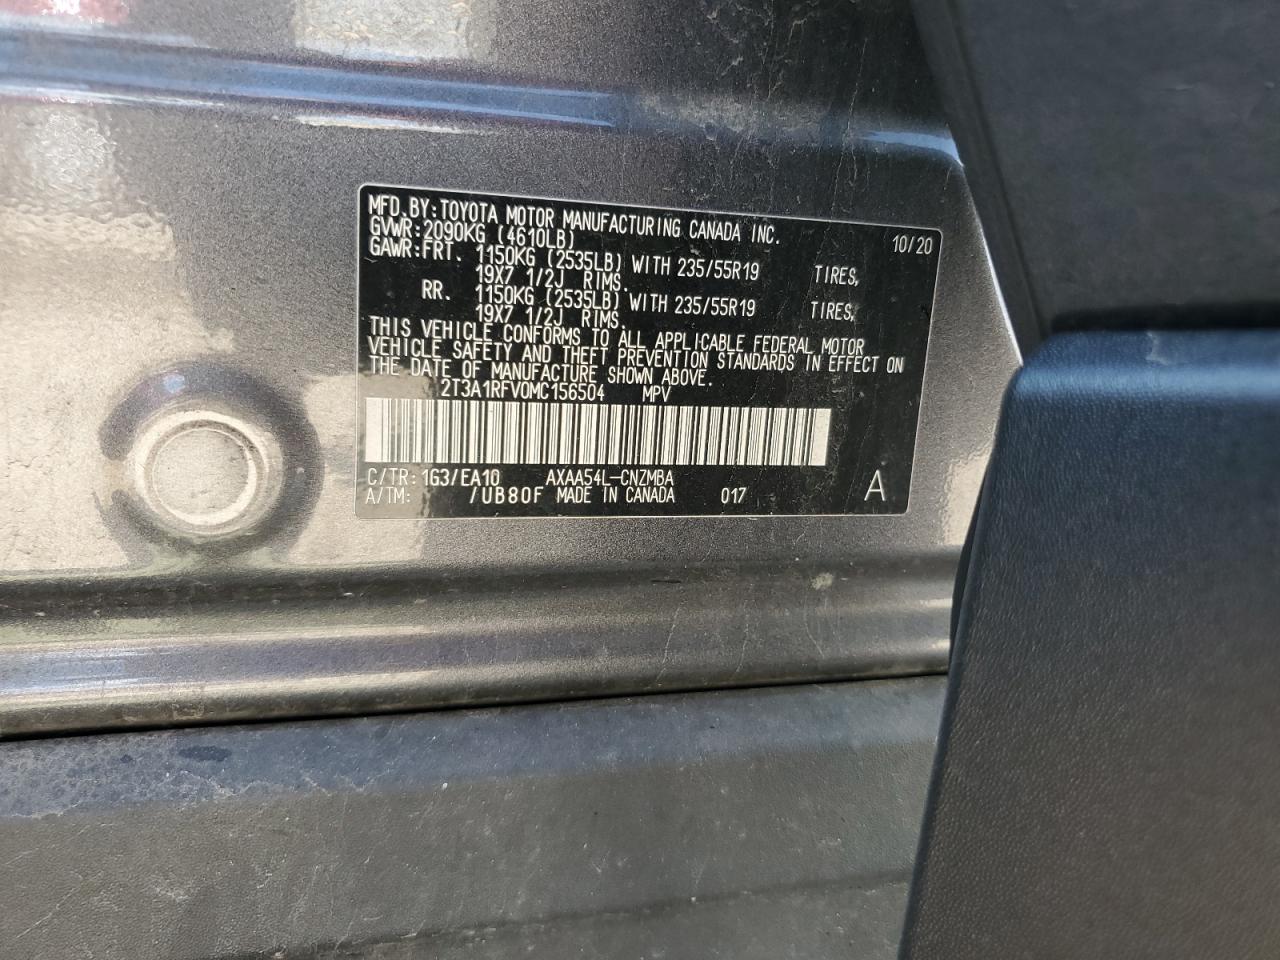 MFD.BY:TOYOTA MOTOR MANUFACTURING CANADA INC. 10/20
GVWR:2090KG (4610LB)
GAWR:FRT. 1150KG (2535LB) WITH 235/55R19 TIRES,
19X7 1/2J RIMS.
RR. 1150KG (2535LB) WITH 235/55R19 TIRES,
19X7 1/2J RIMS.
THIS VEHICLE CONFORMS TO ALL APPLICABLE FEDERAL MOTOR
VEHICLE SAFETY AND THEFT PREVENTION STANDARDS IN EFFECT ON
THE DATE OF MANUFACTURE SHOWN ABOVE.
2T3A1RFV0MC156504 MPV
C/TR:1G3/EA10 AXAA54L-CNZMBA
A/TM: /UB80F MADE IN CANADA 017 A